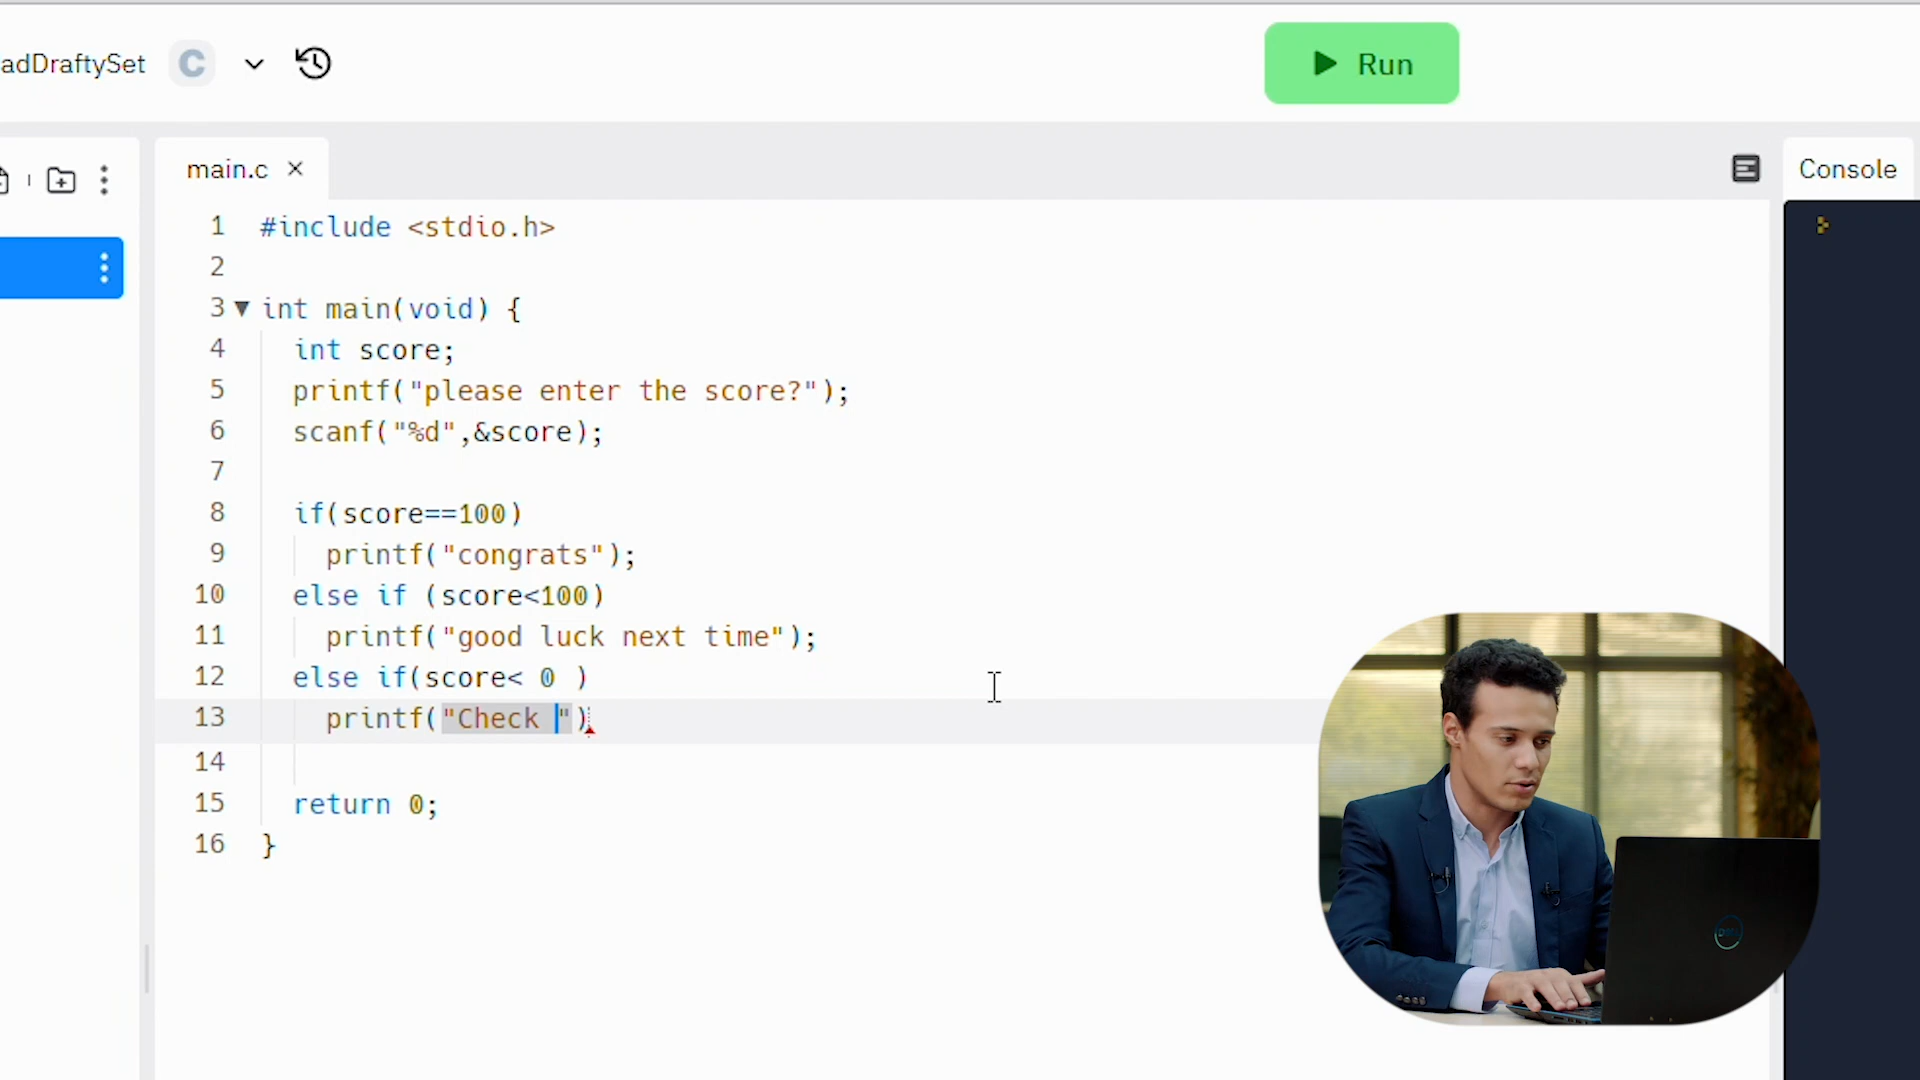 adDraftySet C Run
main.c Console
1 #include <stdio.h>
2
3 int main(void) {
4 int score;
5 printf("please enter the score?");
6 scanf("%d",&score);
7
8 if(score==100)
9 printf("congrats");
10 else if (score<100)
11 printf("good luck next time");
12 else if(score< 0 )
13 printf("Check ")
14
15 return 0;
16 }
DELL